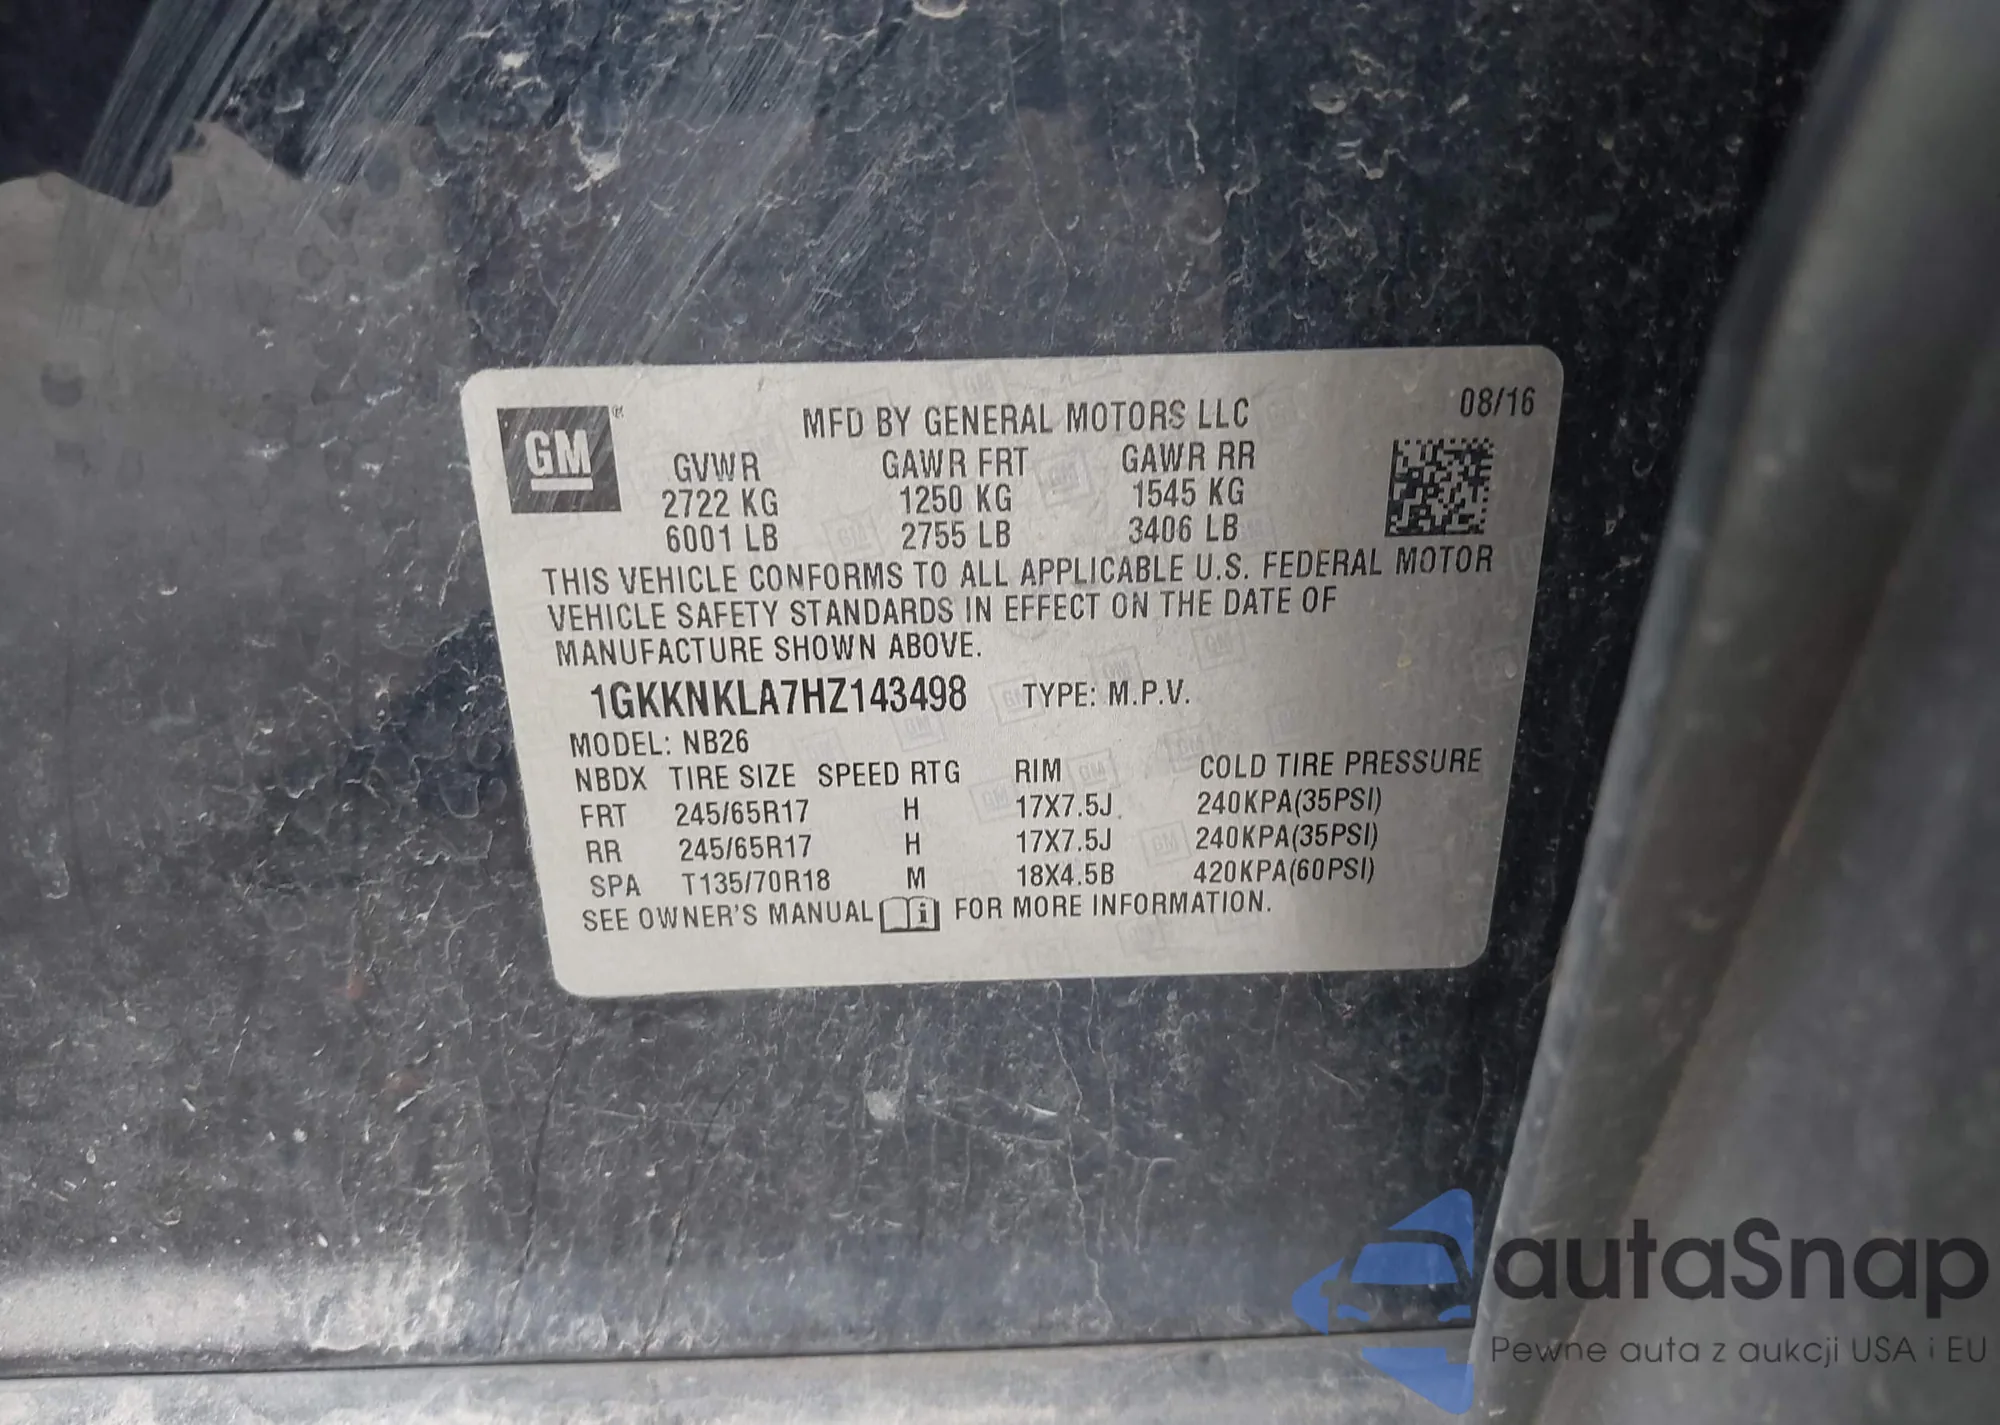 GM®
MFD BY GENERAL MOTORS LLC 08/16
GVWR GAWR FRT GAWR RR
2722 KG 1250 KG 1545 KG
6001 LB 2755 LB 3406 LB
THIS VEHICLE CONFORMS TO ALL APPLICABLE U.S. FEDERAL MOTOR
VEHICLE SAFETY STANDARDS IN EFFECT ON THE DATE OF
MANUFACTURE SHOWN ABOVE.
1GKKNKLA7HZ143498 TYPE: M.P.V.
MODEL: NB26
NBDX TIRE SIZE SPEED RTG RIM COLD TIRE PRESSURE
FRT 245/65R17 H 17X7.5J 240KPA(35PSI)
RR 245/65R17 H 17X7.5J 240KPA(35PSI)
SPA T135/70R18 M 18X4.5B 420KPA(60PSI)
SEE OWNER'S MANUAL i FOR MORE INFORMATION.
autaSnap
Pewne auta z aukcji USA i EU